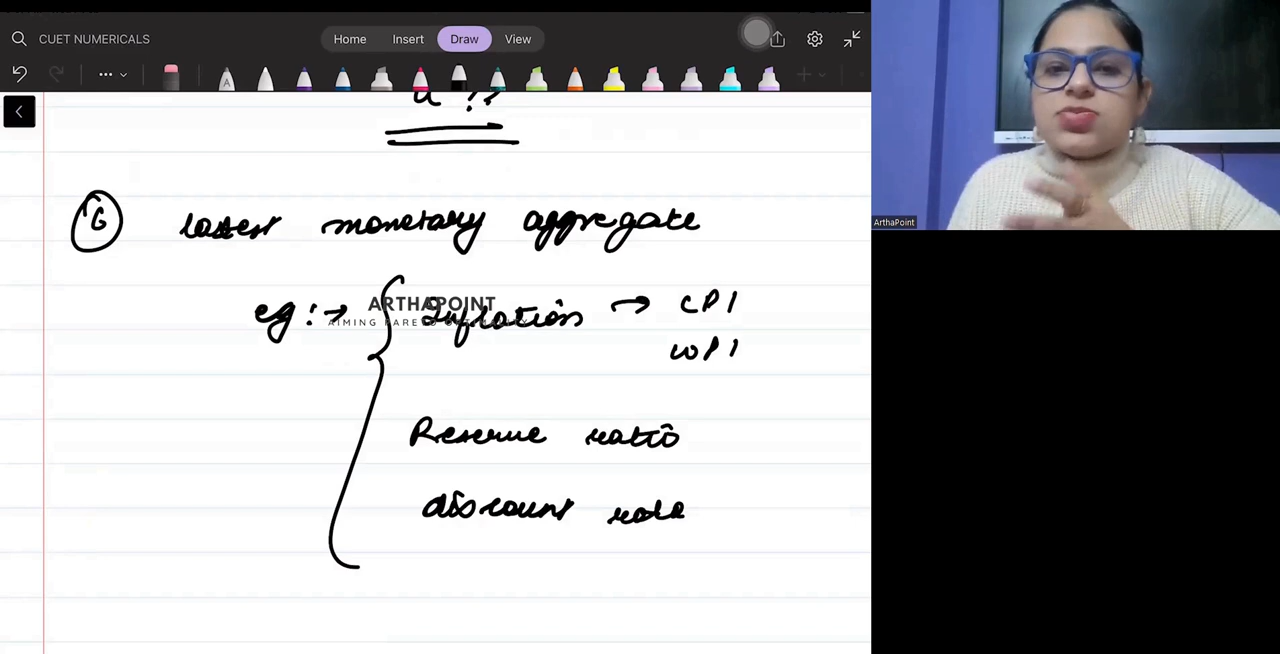 CUET NUMERICALS
Home Insert Draw View
A
u ??
6 latest monetary aggregate
eg :→ Inflation → CPI
WPI
ARTHAPOINT
Reserve ratio
discount rate
ArthaPoint